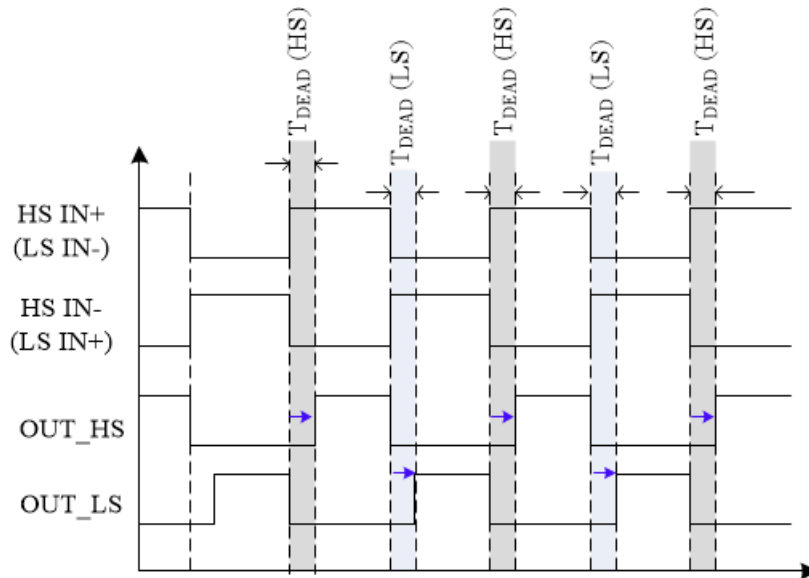 T_DEAD (HS)
T_DEAD (LS)
T_DEAD (HS)
T_DEAD (LS)
T_DEAD (HS)
HS IN+
(LS IN-)
HS IN-
(LS IN+)
OUT_HS
OUT_LS